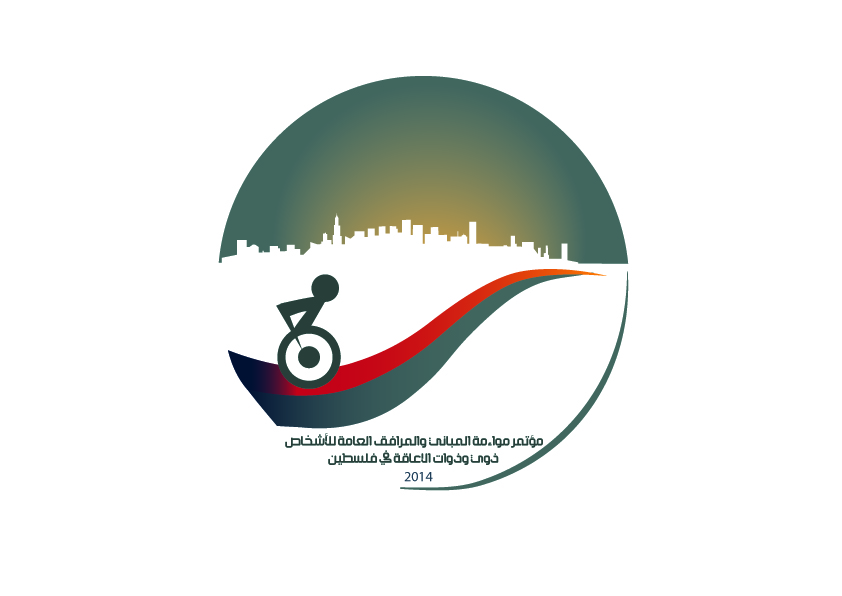 مؤتمر مواءمة المباني والمرافق العامة للأشخاص
ذوي وذوات الاعاقة في فلسطين
2014